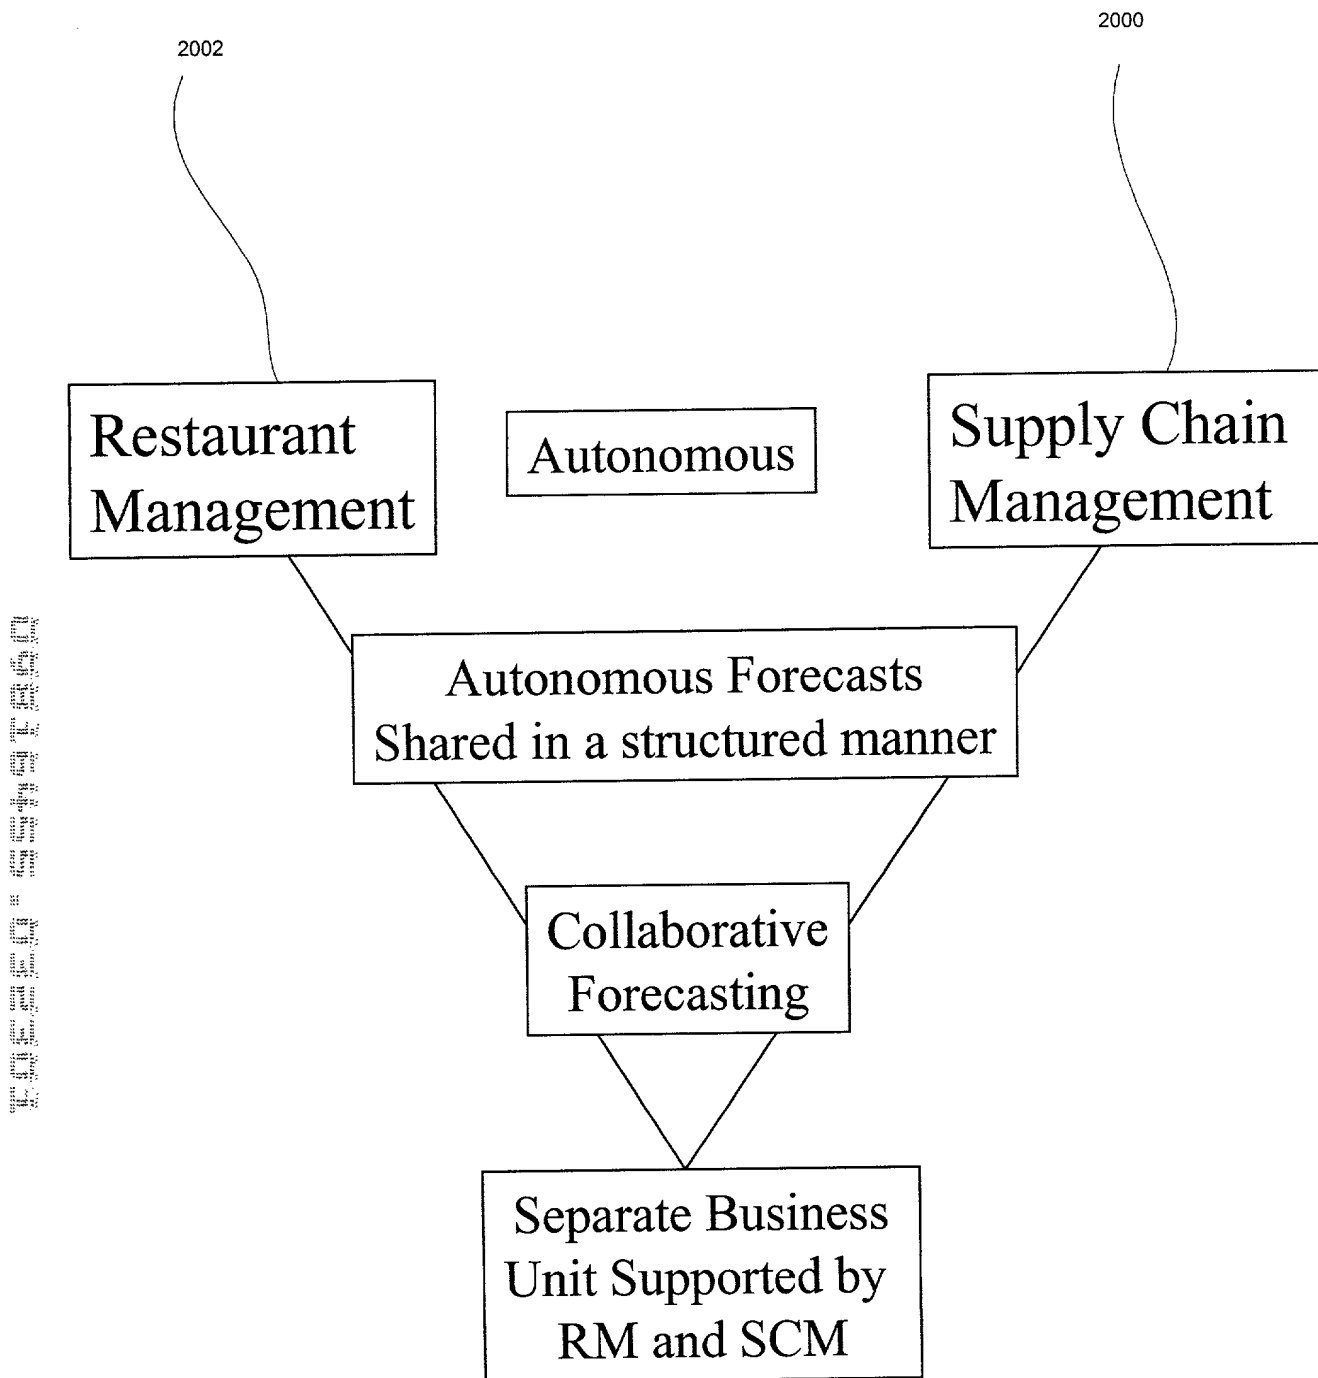 2002
2000
Restaurant
Management
Autonomous
Supply Chain
Management
Autonomous Forecasts
Shared in a structured manner
Collaborative
Forecasting
Separate Business
Unit Supported by
RM and SCM